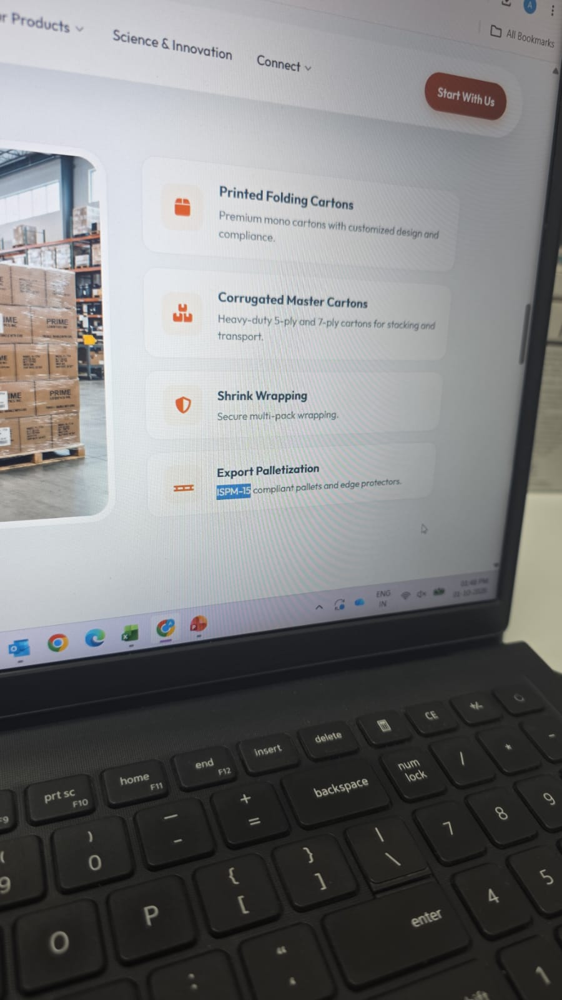 Products
Science & Innovation
Connect
All Bookmarks
A
Start With Us
Printed Folding Cartons
Premium mono cartons with customized design and
compliance.
Corrugated Master Cartons
Heavy-duty 5-ply and 7-ply cartons for stacking and
transport.
Shrink Wrapping
Secure multi-pack wrapping.
Export Palletization
ISPM-15 compliant pallets and edge protectors.
PRIME
PRIME
ENG
IN
prt sc
F10
home
F11
end
F12
insert
delete
CE
+/-
)
0
—
-
+
=
backspace
num
lock
/
*
-
(
9
O
P
{
[
}
]
|
\
7
8
9
enter
4
5
1